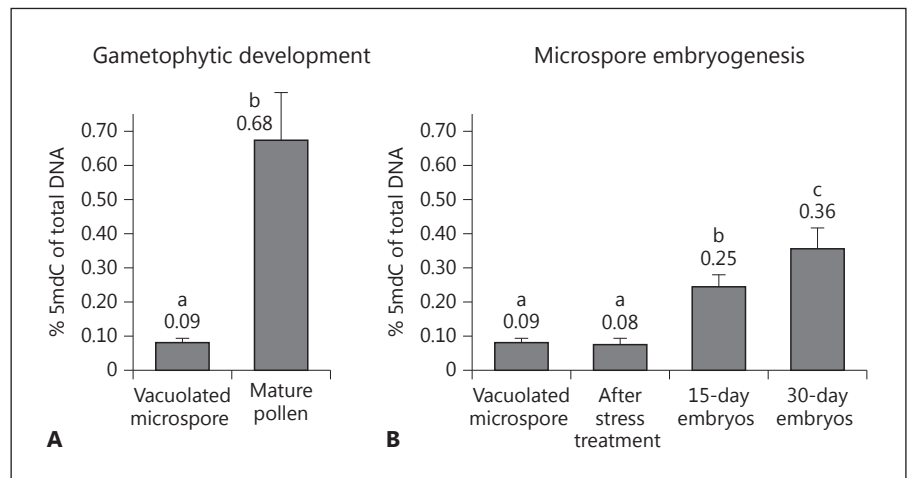 Gametophytic development
% 5mdC of total DNA
0.70
0.60
0.50
0.40
0.30
0.20
0.10
0
a
0.09
b
0.68
Vacuolated
microspore
Mature
pollen
A
Microspore embryogenesis
% 5mdC of total DNA
0.70
0.60
0.50
0.40
0.30
0.20
0.10
0
a
0.09
a
0.08
b
0.25
c
0.36
Vacuolated
microspore
After
stress
treatment
15-day
embryos
30-day
embryos
B